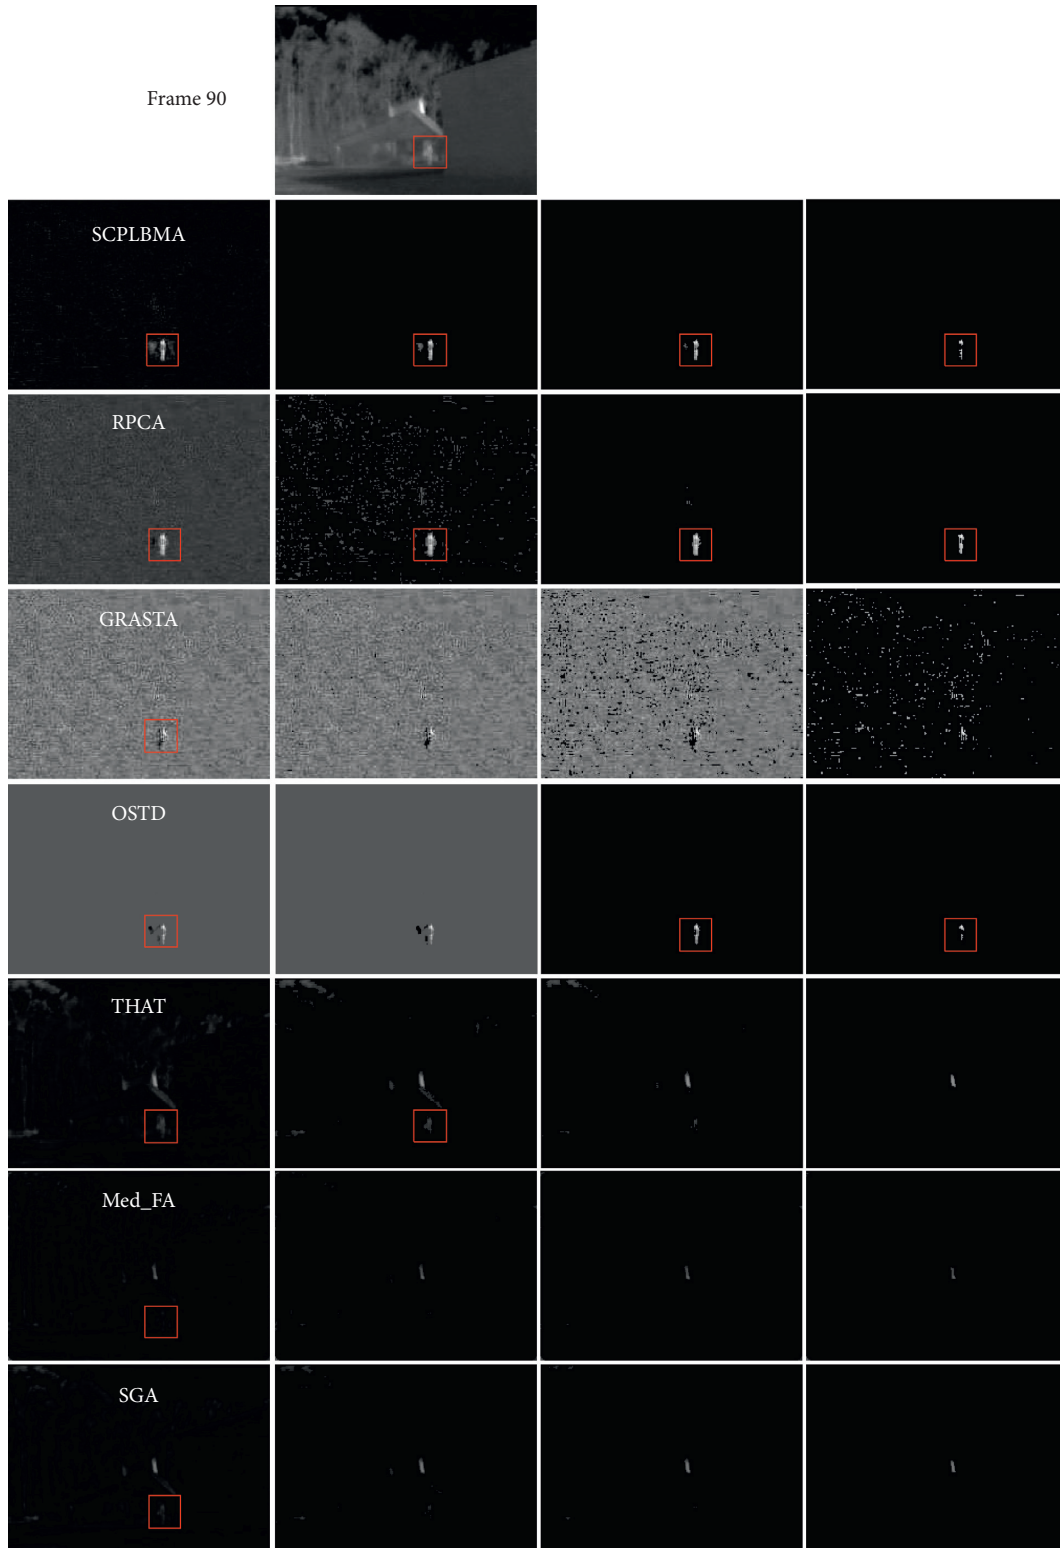 Frame 90
SCPLBMA
RPCA
GRASTA
OSTD
THAT
Med_FA
SGA